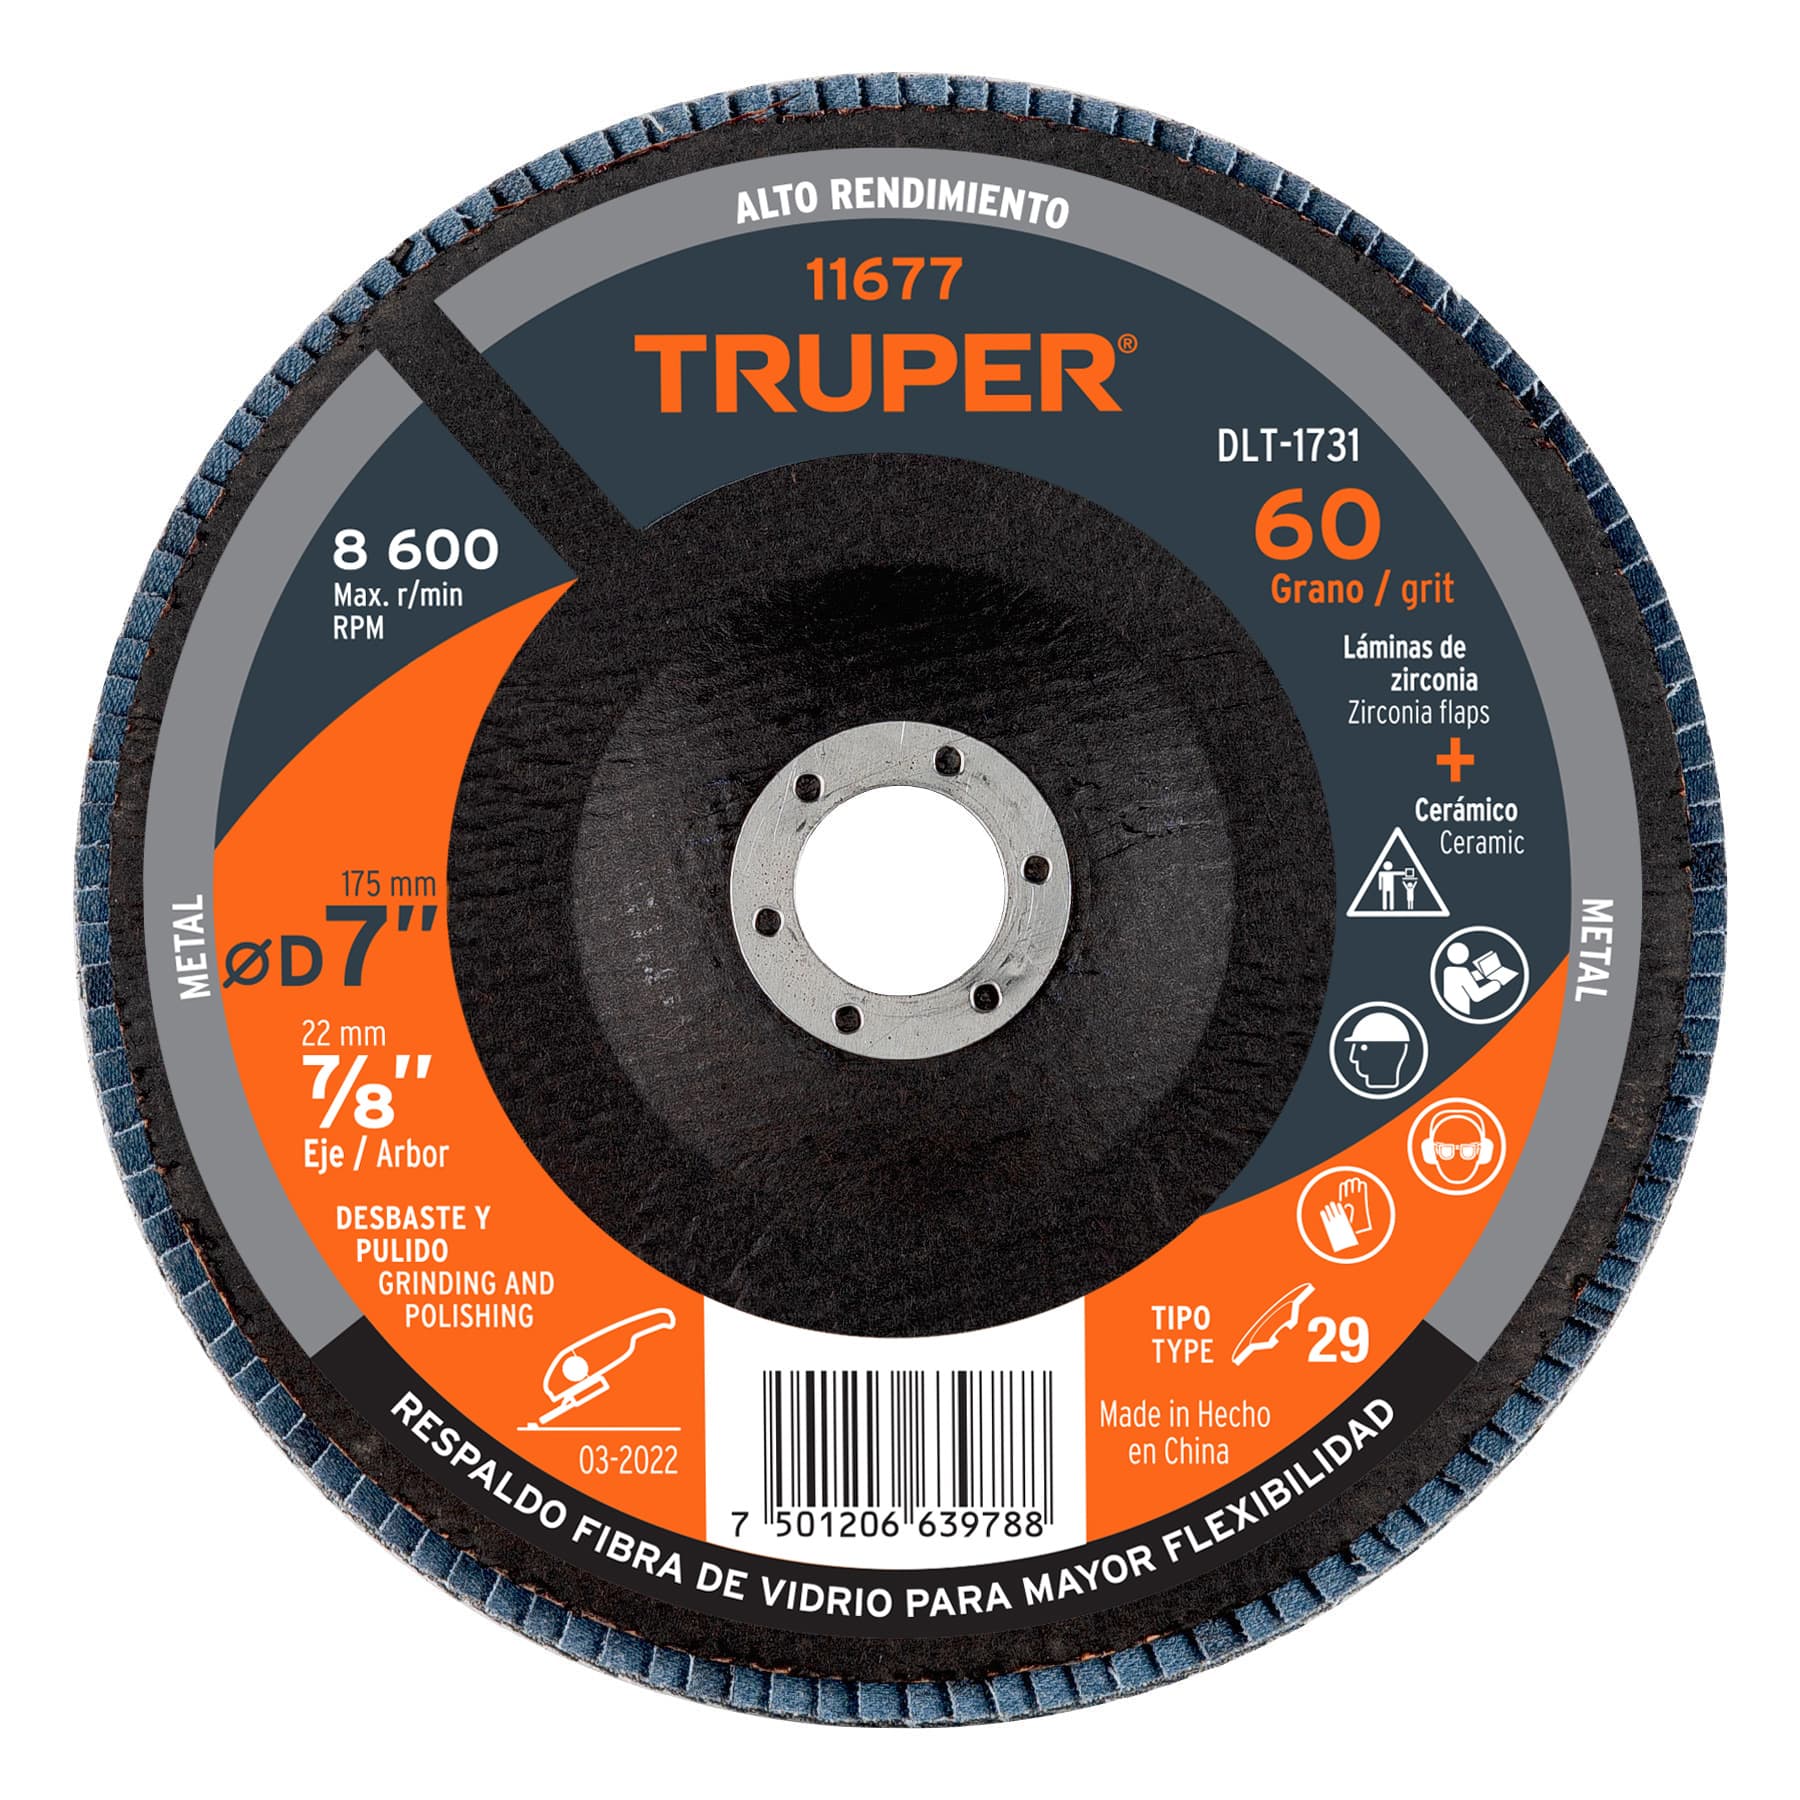 ALTO RENDIMIENTO
11677
TRUPER®
DLT-1731
60
Grano / grit
Láminas de
zirconia
Zirconia flaps
+
Cerámico
Ceramic
8 600
Max. r/min
RPM
METAL
METAL
175 mm
⌀D 7"
22 mm
7/8"
Eje / Arbor
DESBASTE Y
PULIDO
GRINDING AND
POLISHING
03-2022
TIPO
TYPE
29
Made in Hecho
en China
7 501206 639788
RESPALDO FIBRA DE VIDRIO PARA MAYOR FLEXIBILIDAD